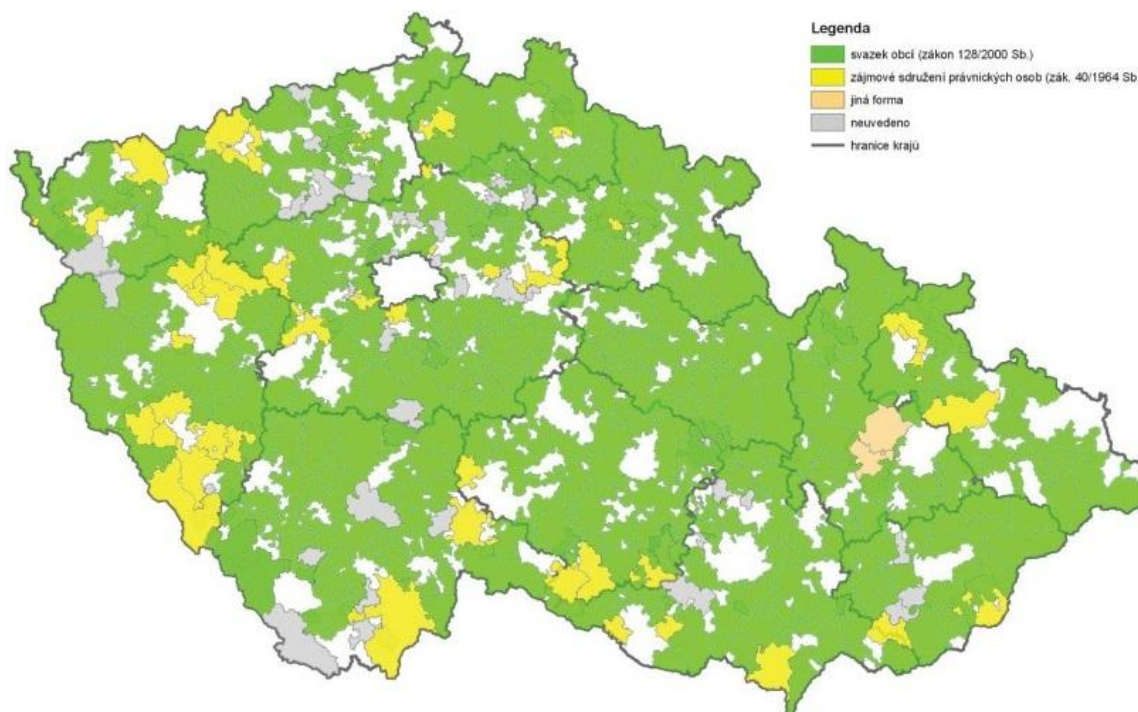 Legenda
svazek obcí (zákon 128/2000 Sb.)
zájmové sdružení právnických osob (zák. 40/1964 Sb
jiná forma
neuvedeno
hranice krajů